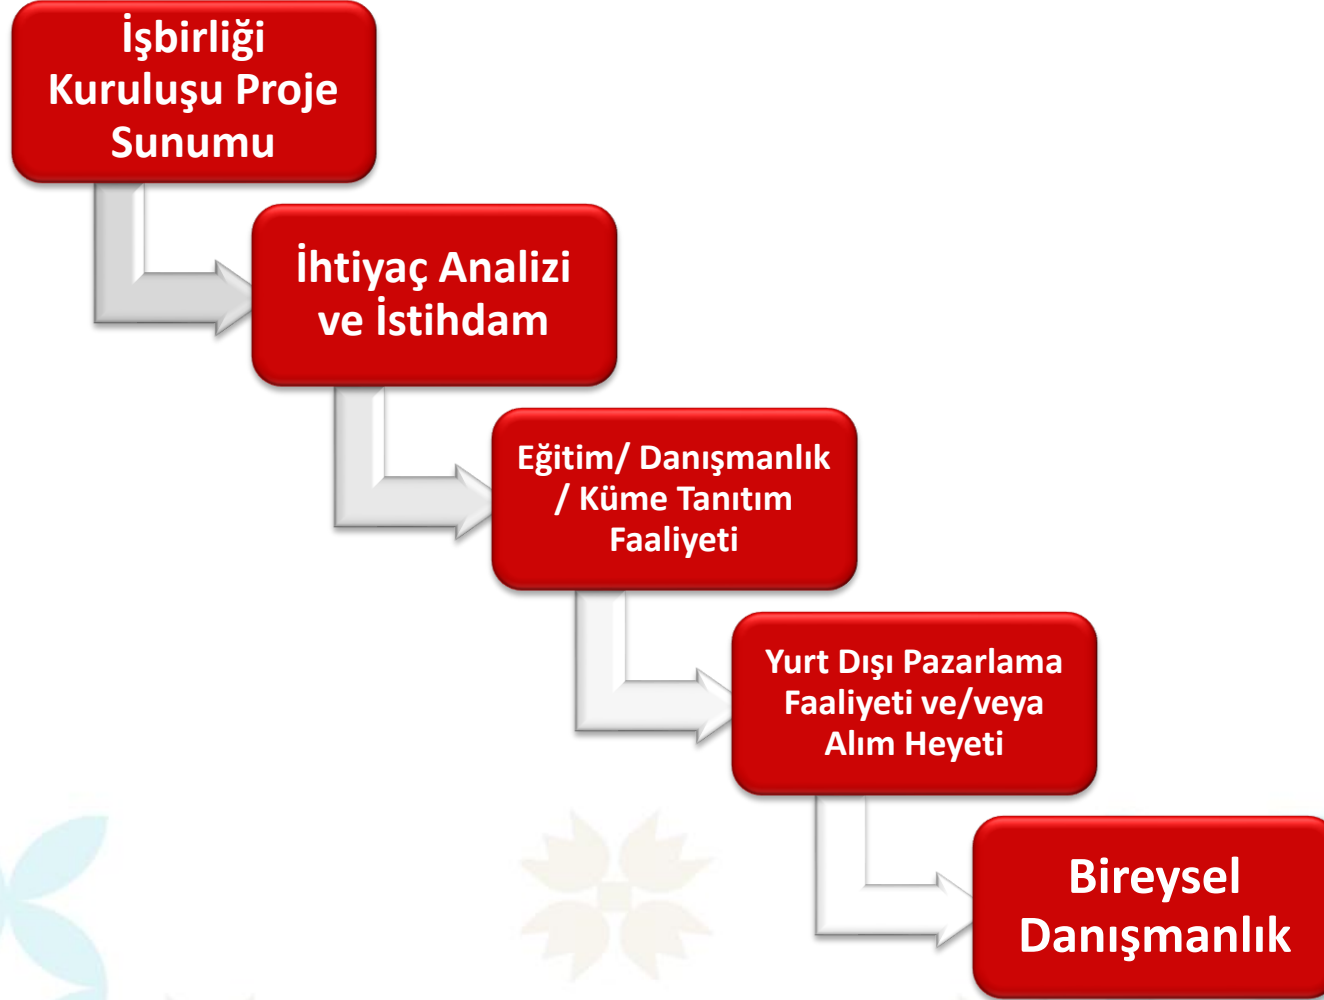 İşbirliği
Kuruluşu Proje
Sunumu
İhtiyaç Analizi
ve İstihdam
Eğitim/ Danışmanlık
/ Küme Tanıtım
Faaliyeti
Yurt Dışı Pazarlama
Faaliyeti ve/veya
Alım Heyeti
Bireysel
Danışmanlık